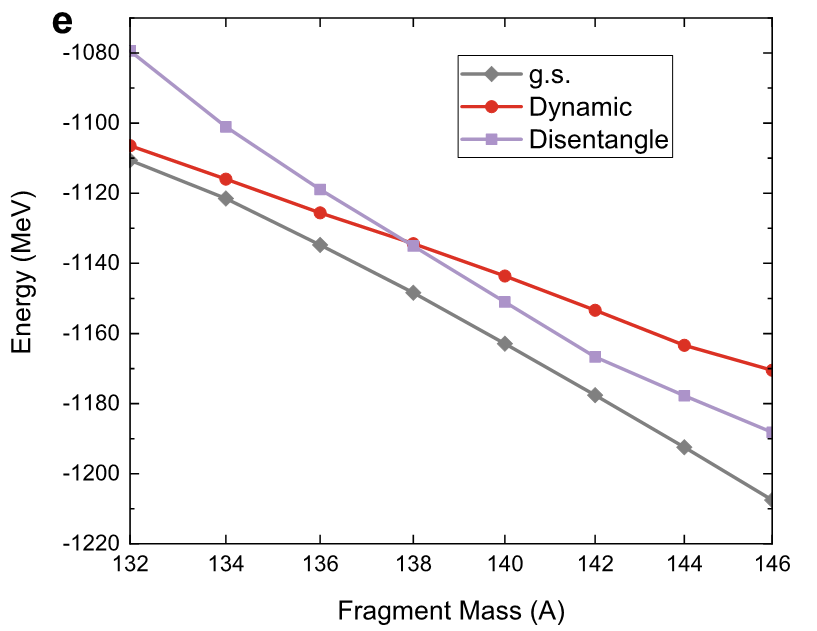 e
g.s.
Dynamic
Disentangle
-1080
-1100
-1120
-1140
-1160
-1180
-1200
-1220
Energy (MeV)
132 134 136 138 140 142 144 146
Fragment Mass (A)